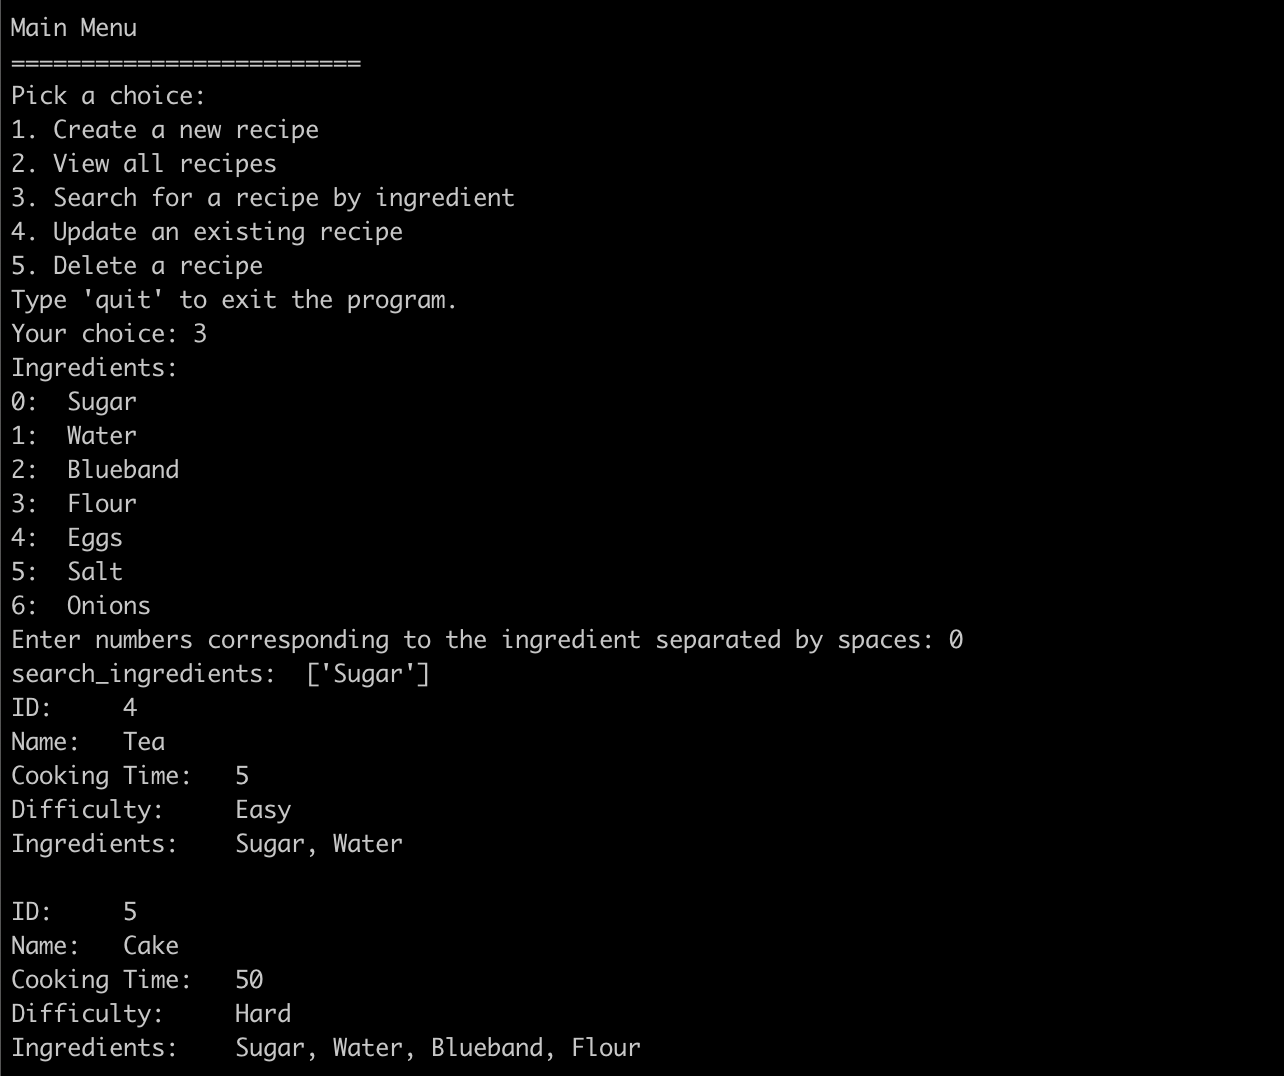 Main Menu
=========================
Pick a choice:
1. Create a new recipe
2. View all recipes
3. Search for a recipe by ingredient
4. Update an existing recipe
5. Delete a recipe
Type 'quit' to exit the program.
Your choice: 3
Ingredients:
0:  Sugar
1:  Water
2:  Blueband
3:  Flour
4:  Eggs
5:  Salt
6:  Onions
Enter numbers corresponding to the ingredient separated by spaces: 0
search_ingredients:  ['Sugar']
ID:     4
Name:   Tea
Cooking Time:   5
Difficulty:     Easy
Ingredients:    Sugar, Water

ID:     5
Name:   Cake
Cooking Time:   50
Difficulty:     Hard
Ingredients:    Sugar, Water, Blueband, Flour